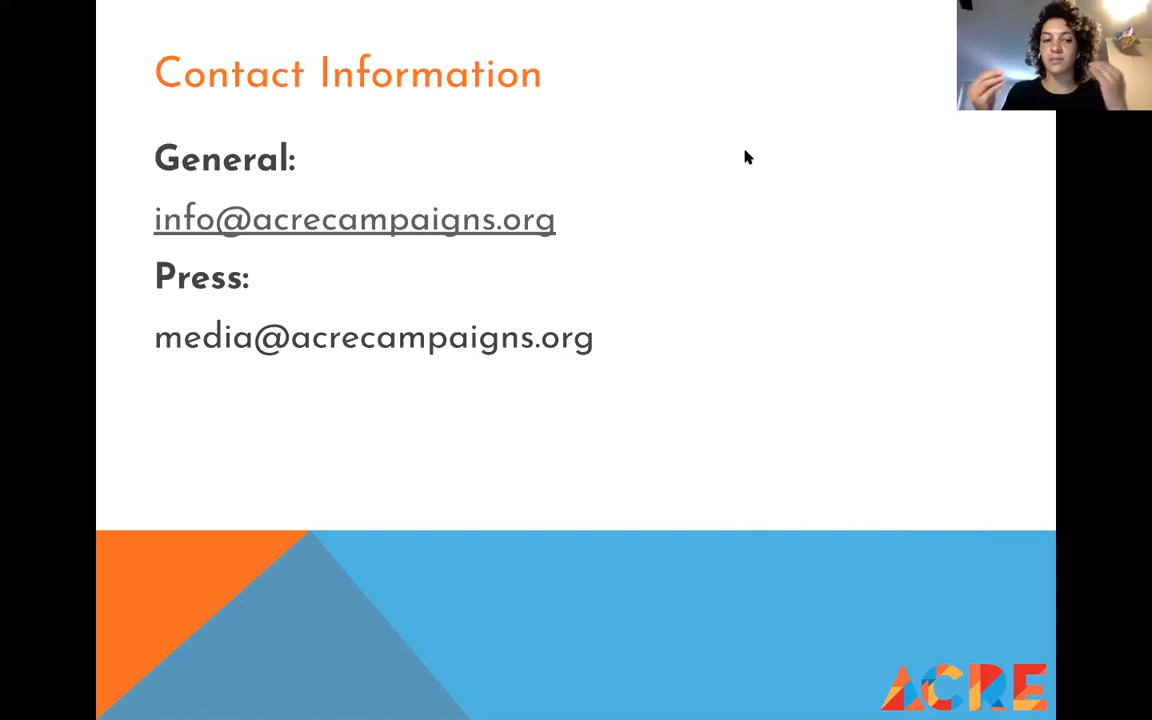 Contact Information
General:
info@acrecampaigns.org
Press:
media@acrecampaigns.org
ACRE